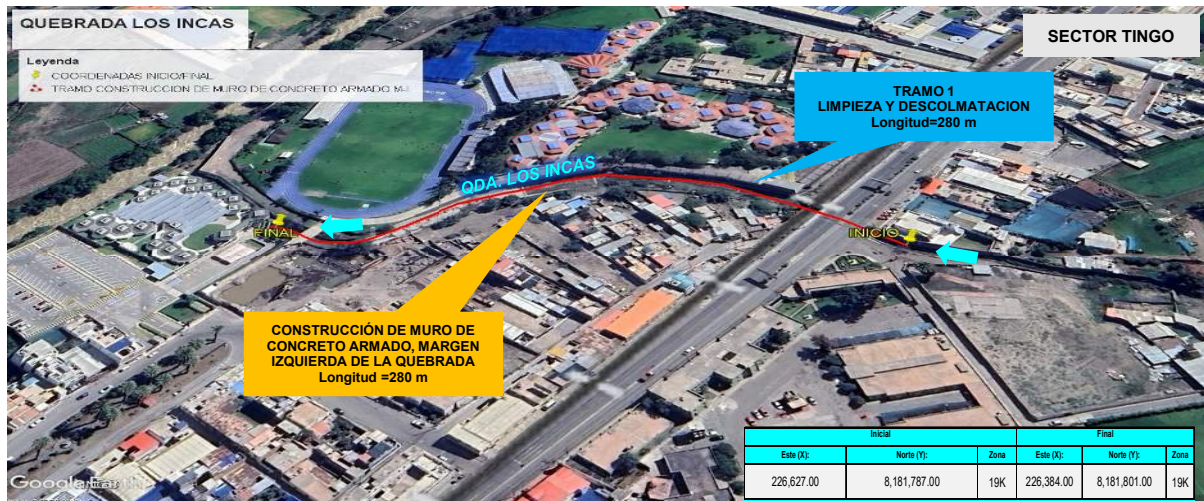 QUEBRADA LOS INCAS
Leyenda
COORDENADAS INICIO/FINAL
TRAMO CONSTRUCCION DE MURO DE CONCRETO ARMADO M-I
SECTOR TINGO
TRAMO 1
LIMPIEZA Y DESCOLMATACION
Longitud=280 m
QDA. LOS INCAS
FINAL
INICIO
CONSTRUCCIÓN DE MURO DE
CONCRETO ARMADO, MARGEN
IZQUIERDA DE LA QUEBRADA
Longitud =280 m
Inicial Final
Este (X): Norte (Y): Zona Este (X): Norte (Y): Zona
226,627.00 8,181,787.00 19K 226,384.00 8,181,801.00 19K
Google Earth